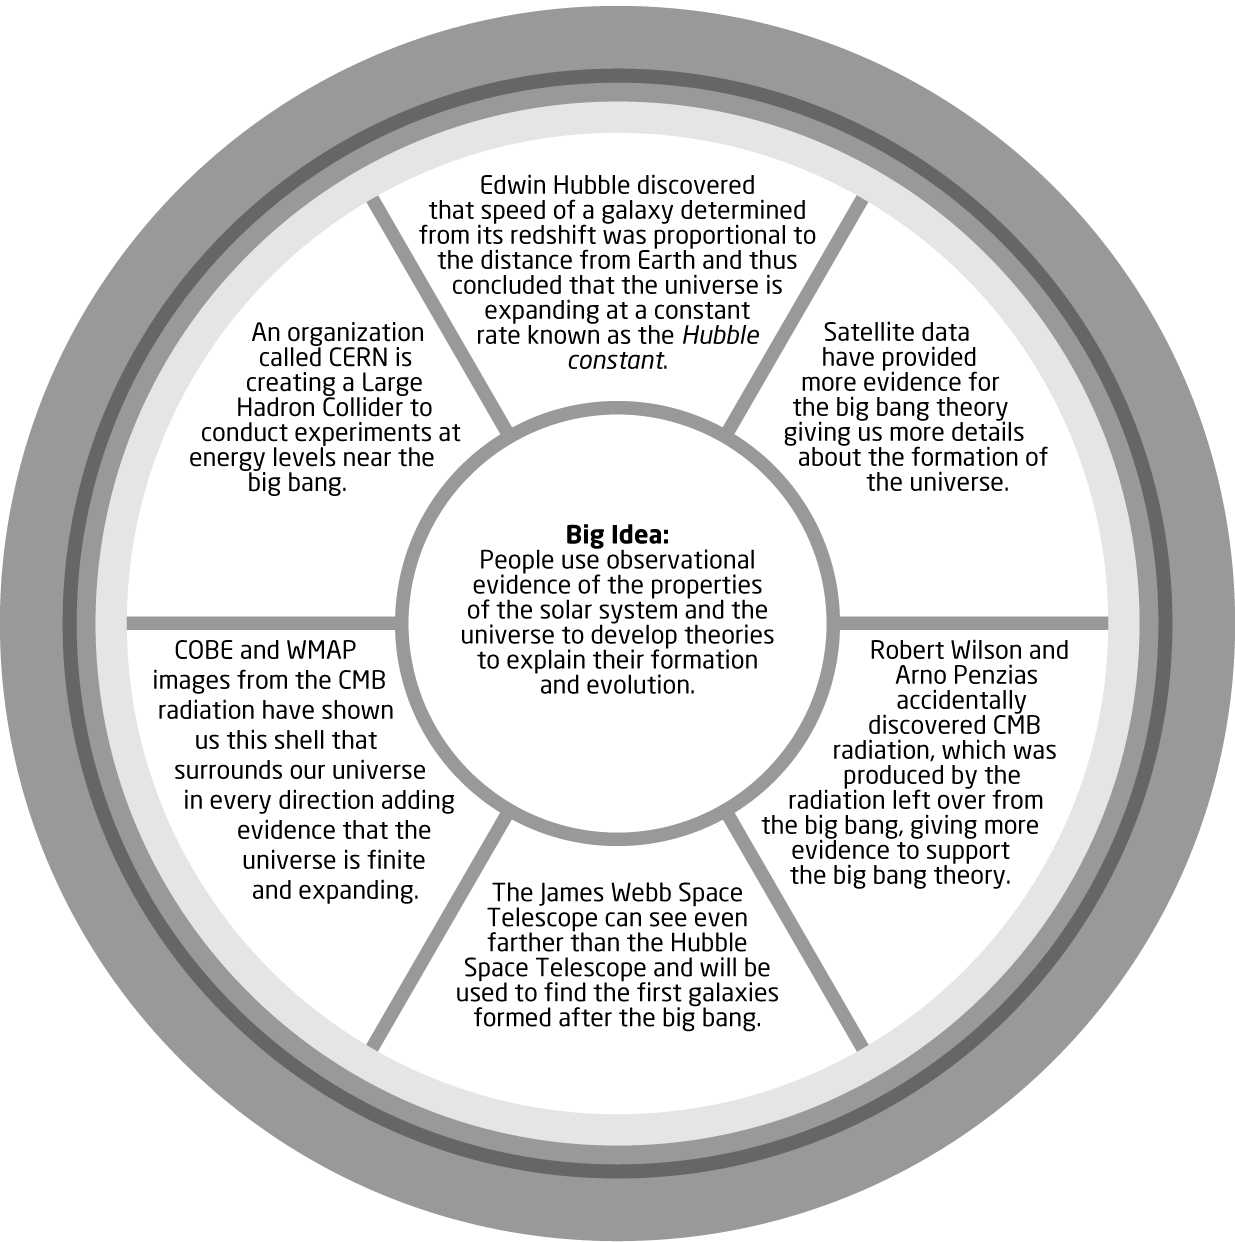 Edwin Hubble discovered
that speed of a galaxy determined
from its redshift was proportional to
the distance from Earth and thus
concluded that the universe is
expanding at a constant
rate known as the Hubble
constant.
An organization
called CERN is
creating a Large
Hadron Collider to
conduct experiments at
energy levels near the
big bang.
Satellite data
have provided
more evidence for
the big bang theory
giving us more details
about the formation of
the universe.
Big Idea:
People use observational
evidence of the properties
of the solar system and the
universe to develop theories
to explain their formation
and evolution.
COBE and WMAP
images from the CMB
radiation have shown
us this shell that
surrounds our universe
in every direction adding
evidence that the
universe is finite
and expanding.
Robert Wilson and
Arno Penzias
accidentally
discovered CMB
radiation, which was
produced by the
radiation left over from
the big bang, giving more
evidence to support
the big bang theory.
The James Webb Space
Telescope can see even
farther than the Hubble
Space Telescope and will be
used to find the first galaxies
formed after the big bang.